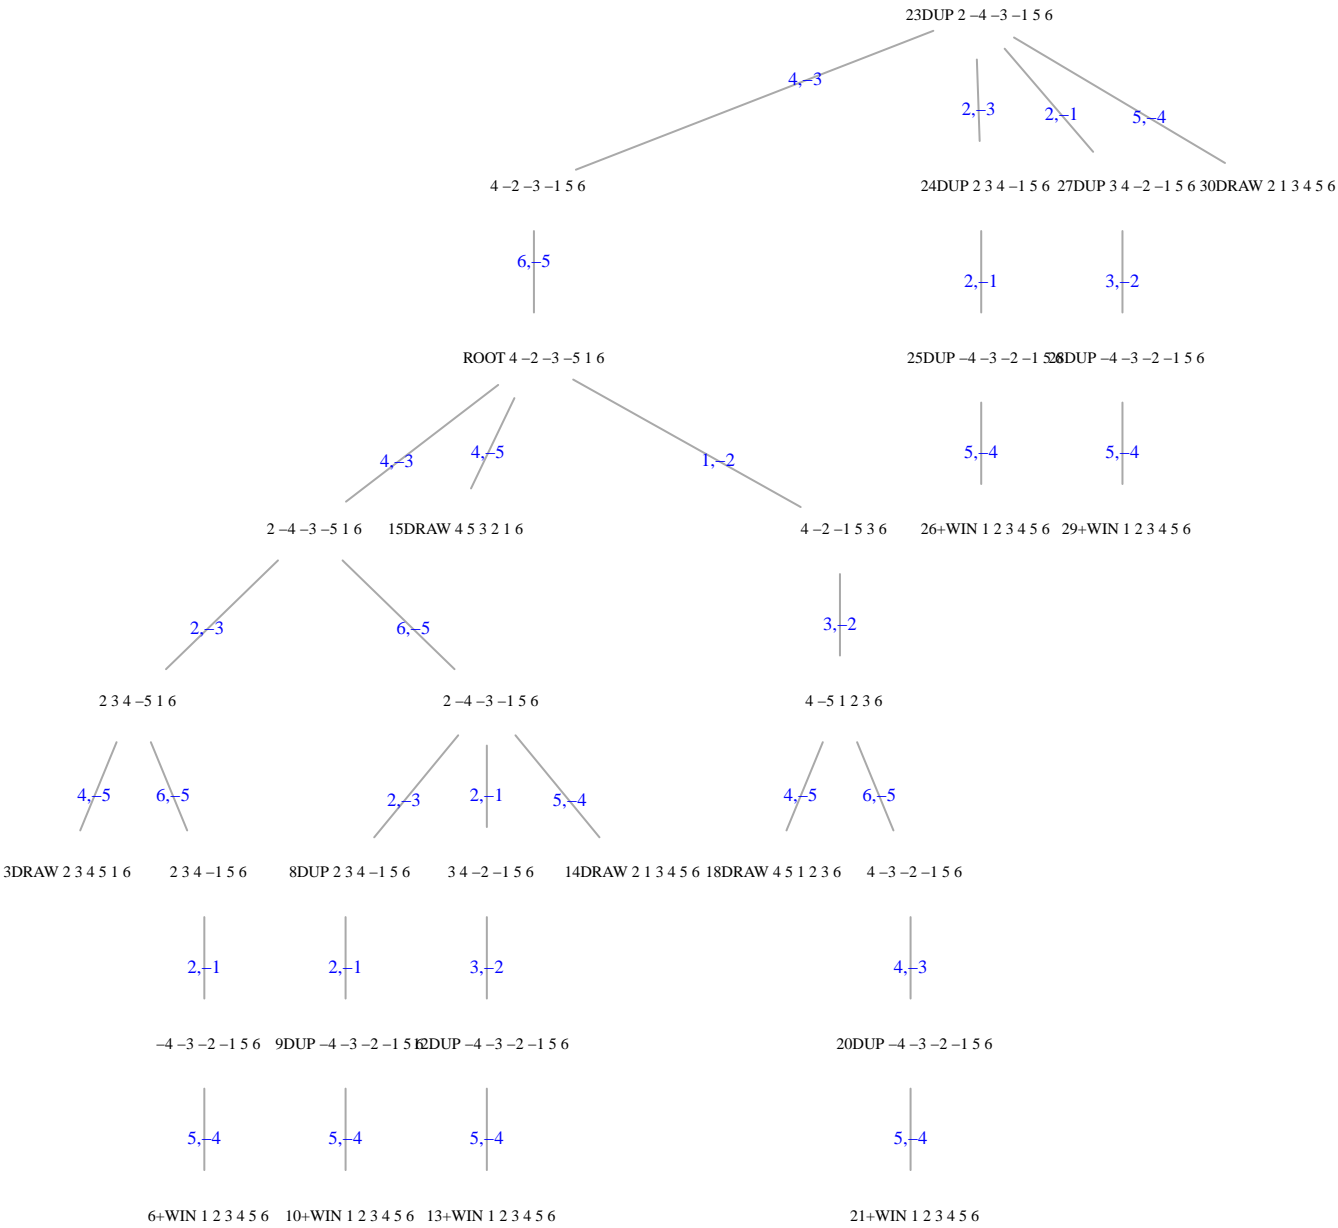 23DUP 2 –4 –3 –1 5 6
4,–3
2,–3
2,–1
5,–4
4 –2 –3 –1 5 6
24DUP 2 3 4 –1 5 6
27DUP 3 4 –2 –1 5 6
30DRAW 2 1 3 4 5 6
6,–5
2,–1
3,–2
ROOT 4 –2 –3 –5 1 6
25DUP –4 –3 –2 –1 5 6
28DUP –4 –3 –2 –1 5 6
4,–3
4,–5
1,–2
5,–4
5,–4
2 –4 –3 –5 1 6
15DRAW 4 5 3 2 1 6
4 –2 –1 5 3 6
26+WIN 1 2 3 4 5 6
29+WIN 1 2 3 4 5 6
2,–3
6,–5
3,–2
2 3 4 –5 1 6
2 –4 –3 –1 5 6
4 –5 1 2 3 6
4,–5
6,–5
2,–3
2,–1
5,–4
4,–5
6,–5
3DRAW 2 3 4 5 1 6
2 3 4 –1 5 6
8DUP 2 3 4 –1 5 6
3 4 –2 –1 5 6
14DRAW 2 1 3 4 5 6
18DRAW 4 5 1 2 3 6
4 –3 –2 –1 5 6
2,–1
2,–1
3,–2
4,–3
–4 –3 –2 –1 5 6
9DUP –4 –3 –2 –1 5 6
12DUP –4 –3 –2 –1 5 6
20DUP –4 –3 –2 –1 5 6
5,–4
5,–4
5,–4
5,–4
6+WIN 1 2 3 4 5 6
10+WIN 1 2 3 4 5 6
13+WIN 1 2 3 4 5 6
21+WIN 1 2 3 4 5 6